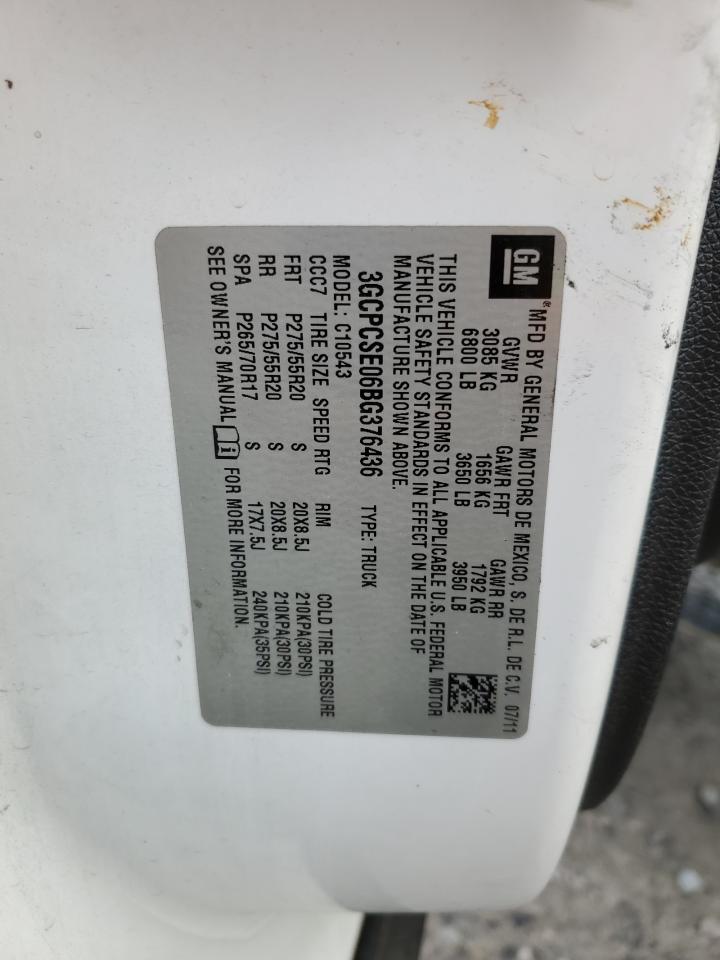 GM
®MFD BY GENERAL MOTORS DE MEXICO, S. DE R.L. DE C.V. 07/11
GVWR GAWR FRT GAWR RR
3085 KG 1656 KG 1792 KG
6800 LB 3650 LB 3950 LB
THIS VEHICLE CONFORMS TO ALL APPLICABLE U.S. FEDERAL MOTOR
VEHICLE SAFETY STANDARDS IN EFFECT ON THE DATE OF
MANUFACTURE SHOWN ABOVE.
3GCPCSE06BG376436 TYPE: TRUCK
MODEL: C10543
CCC7 TIRE SIZE SPEED RTG RIM COLD TIRE PRESSURE
FRT P275/55R20 S 20X8.5J 210KPA(30PSI)
RR P275/55R20 S 20X8.5J 210KPA(30PSI)
SPA P265/70R17 S 17X7.5J 240KPA(35PSI)
SEE OWNER'S MANUAL i FOR MORE INFORMATION.